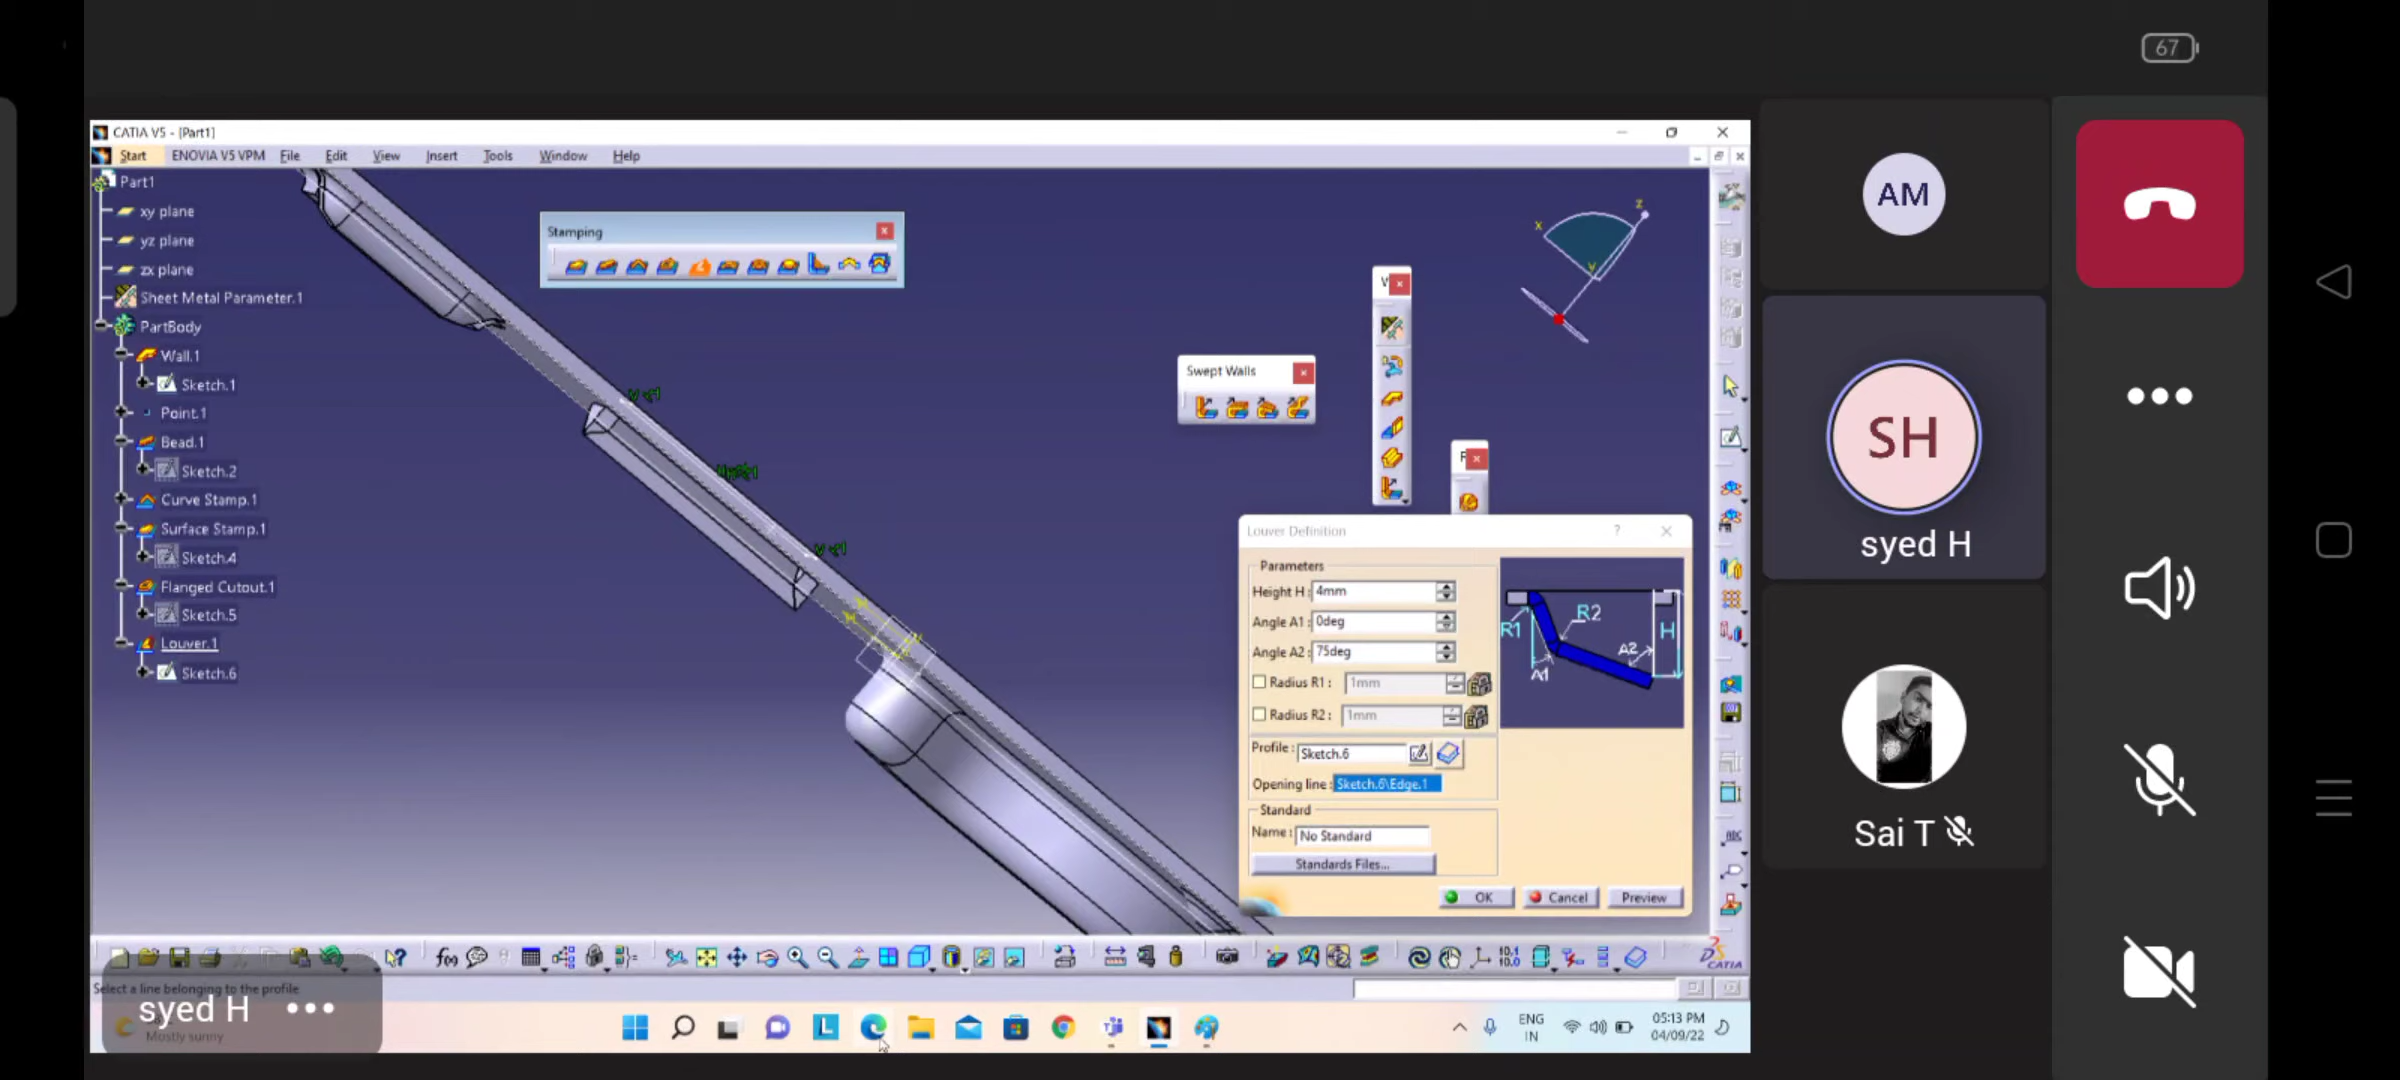 67
CATIA V5 - [Part1]
Start ENOVIA V5 VPM File Edit View Insert Tools Window Help
Part1
xy plane
yz plane
zx plane
Sheet Metal Parameter.1
PartBody
Wall.1
Sketch.1
Point.1
Bead.1
Sketch.2
Curve Stamp.1
Surface Stamp.1
Sketch.4
Flanged Cutout.1
Sketch.5
Louver.1
Sketch.6
Stamping
x
y
z
Swept Walls
Louver Definition ?
Parameters
Height H : 4mm
Angle A1 : 0deg
Angle A2 : 75deg
Radius R1 : 1mm
Radius R2 : 1mm
R1
R2
A1
A2
H
Profile : Sketch.6
Opening line : Sketch.6\Edge.1
Standard
Name : No Standard
Standards Files...
OK Cancel Preview
CATIA
Select a line belonging to the profile
syed H
Mostly sunny
ENG
IN
05:13 PM
04/09/22
AM
SH
syed H
Sai T